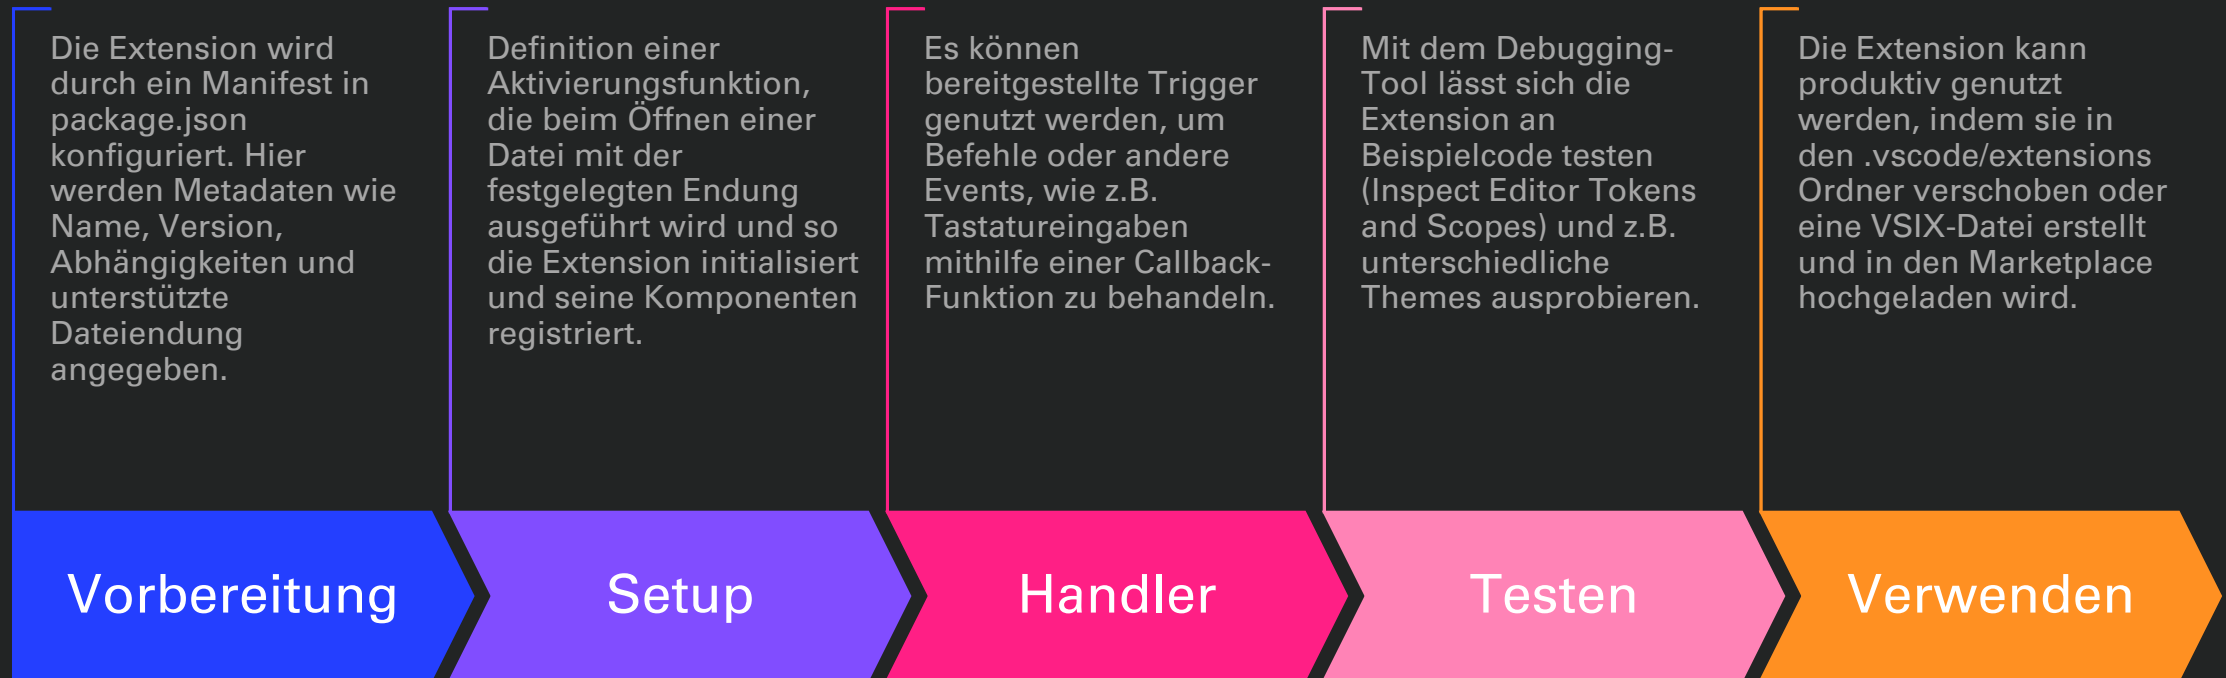 Die Extension wird
durch ein Manifest in
package.json
konfiguriert. Hier
werden Metadaten wie
Name, Version,
Abhängigkeiten und
unterstützte
Dateiendung
angegeben.
Definition einer
Aktivierungsfunktion,
die beim Öffnen einer
Datei mit der
festgelegten Endung
ausgeführt wird und so
die Extension initialisiert
und seine Komponenten
registriert.
Es können
bereitgestellte Trigger
genutzt werden, um
Befehle oder andere
Events, wie z.B.
Tastatureingaben
mithilfe einer Callback-
Funktion zu behandeln.
Mit dem Debugging-
Tool lässt sich die
Extension an
Beispielcode testen
(Inspect Editor Tokens
and Scopes) und z.B.
unterschiedliche
Themes ausprobieren.
Die Extension kann
produktiv genutzt
werden, indem sie in
den .vscode/extensions
Ordner verschoben oder
eine VSIX-Datei erstellt
und in den Marketplace
hochgeladen wird.
Vorbereitung
Setup
Handler
Testen
Verwenden